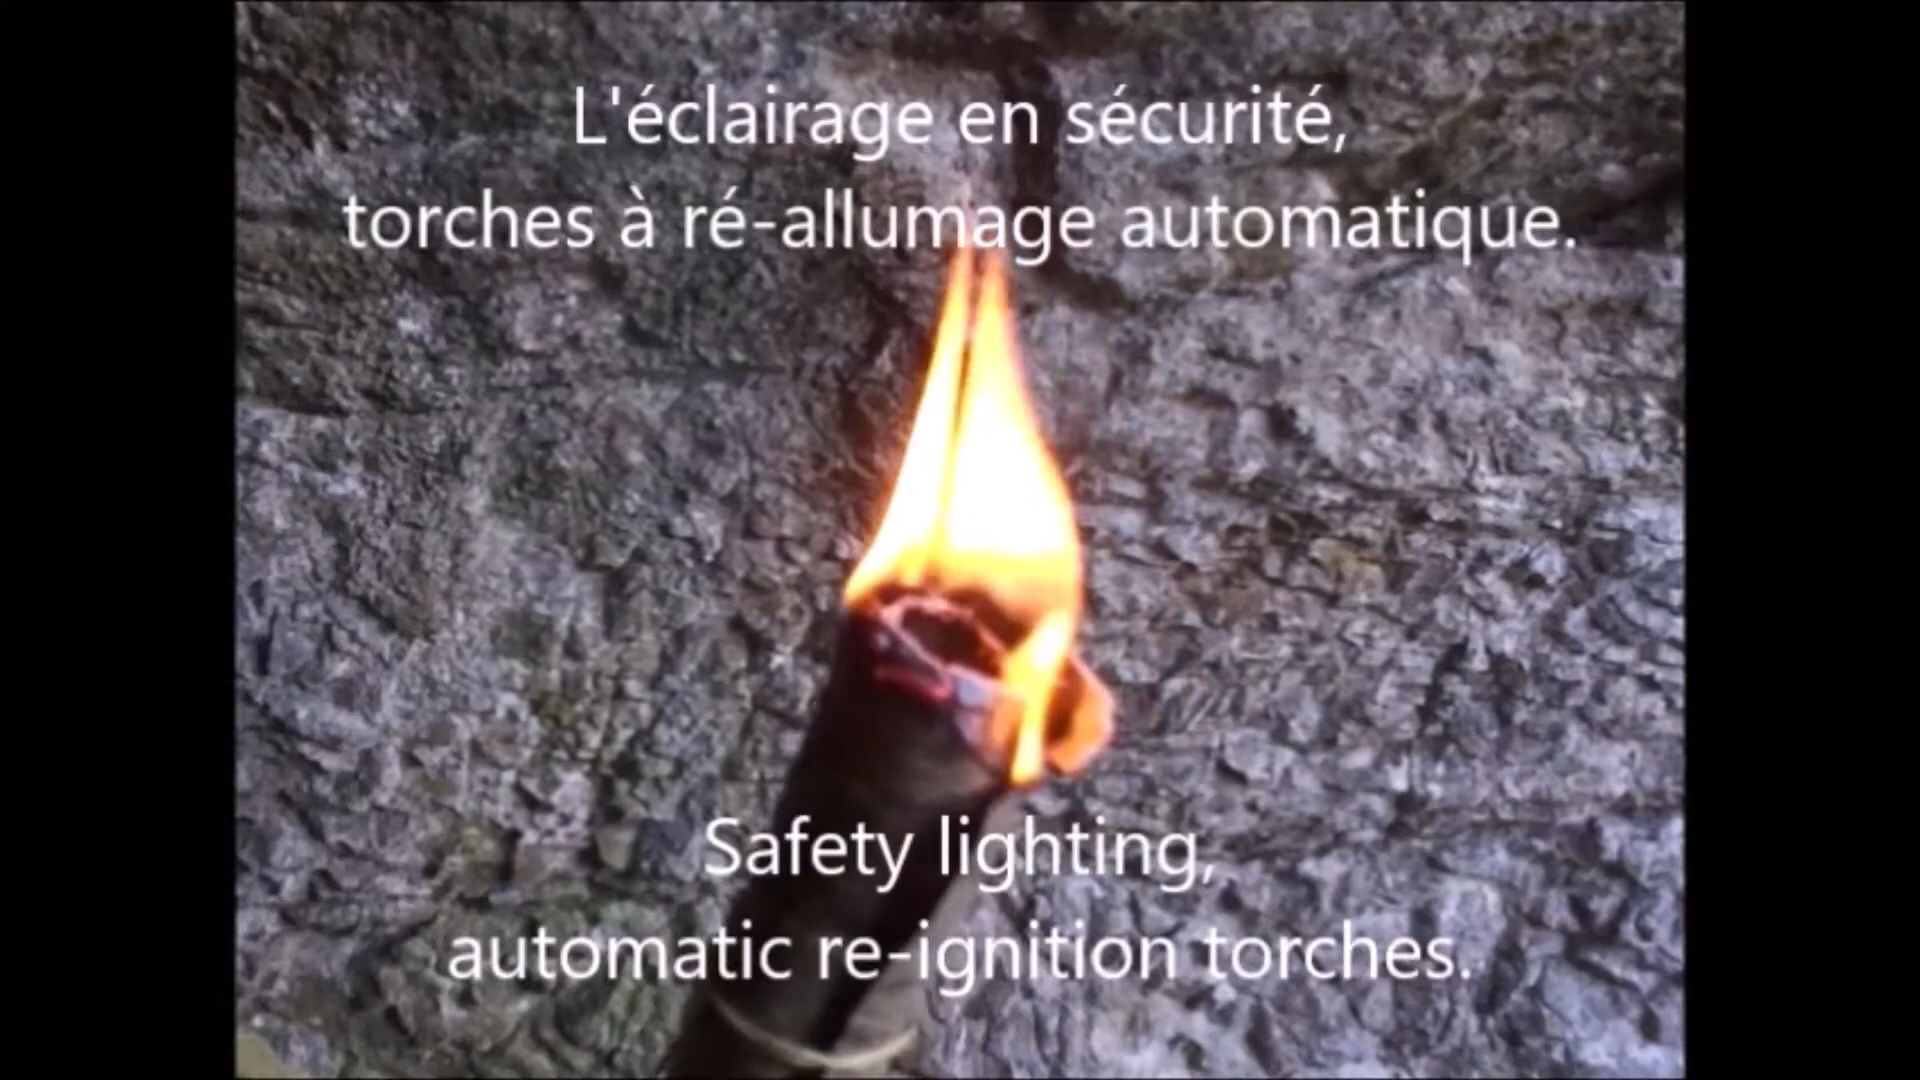 L'éclairage en sécurité,
torches à ré-allumage automatique.
Safety lighting,
automatic re-ignition torches.